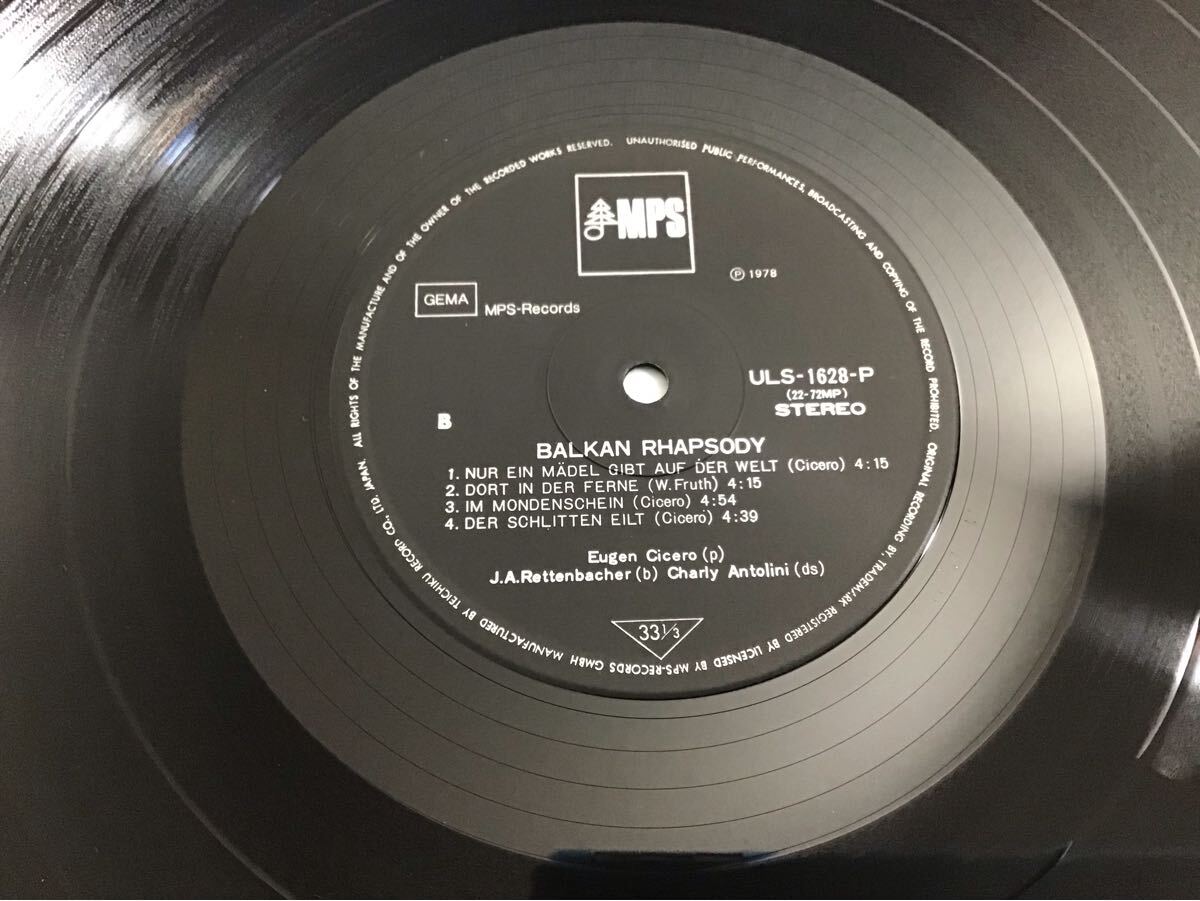 ALL RIGHTS OF THE MANUFACTURE AND OF THE OWNER OF THE RECORDED WORKS RESERVED. UNAUTHORISED PUBLIC PERFORMANCES, BROADCASTING AND COPYING OF THE RECORD PROHIBITED. ORIGINAL RECORDING BY, TRADEMARK REGISTERED BY, LICENSED BY MPS-RECORDS GMBH MANUFACTURED BY TEICHIKU RECORD CO., LTD. JAPAN.
MPS
Ⓟ 1978
GEMA MPS-Records
ULS-1628-P
(22-72MP)
STEREO
B
BALKAN RHAPSODY
1. NUR EIN MÄDEL GIBT AUF DER WELT (Cicero) 4:15
2. DORT IN DER FERNE (W. Fruth) 4:15
3. IM MONDENSCHEIN (Cicero) 4:54
4. DER SCHLITTEN EILT (Cicero) 4:39
Eugen Cicero (p)
J.A.Rettenbacher (b) Charly Antolini (ds)
33 1/3